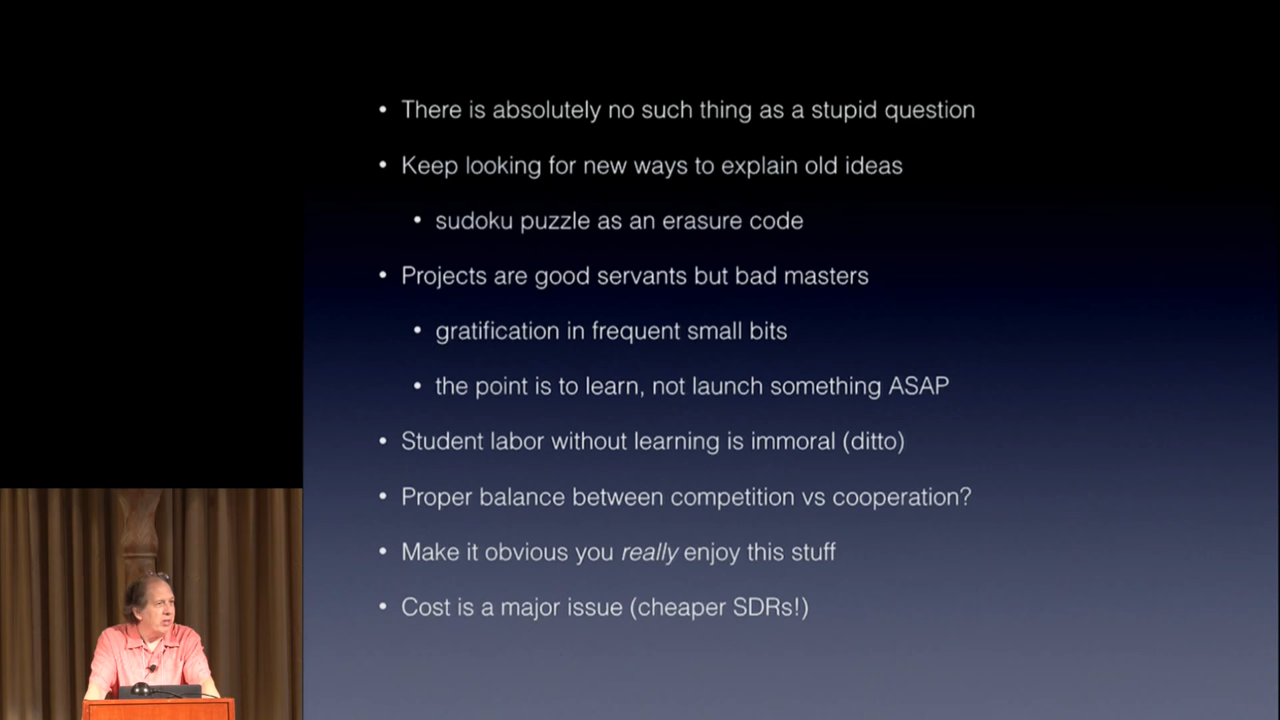 • There is absolutely no such thing as a stupid question
• Keep looking for new ways to explain old ideas
• sudoku puzzle as an erasure code
• Projects are good servants but bad masters
• gratification in frequent small bits
• the point is to learn, not launch something ASAP
• Student labor without learning is immoral (ditto)
• Proper balance between competition vs cooperation?
• Make it obvious you really enjoy this stuff
• Cost is a major issue (cheaper SDRs!)